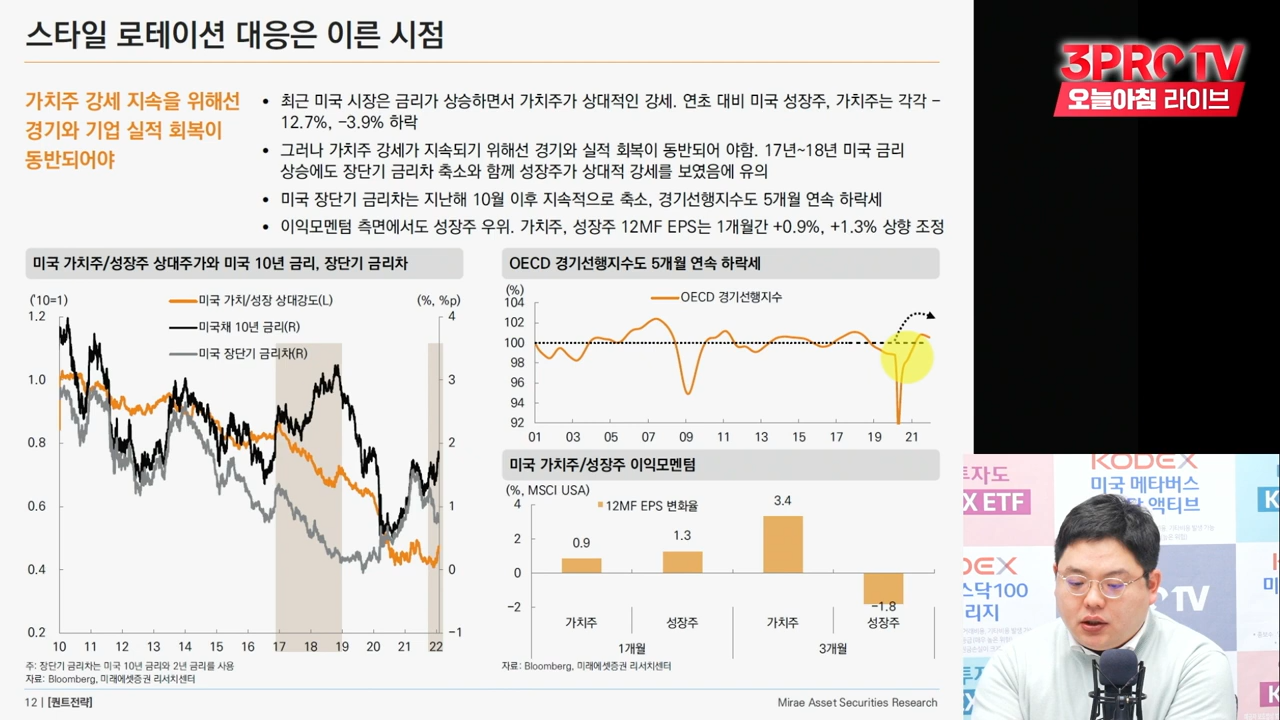 스타일 로테이션 대응은 이른 시점
3PROTV
오늘아침 라이브
가치주 강세 지속을 위해선
경기와 기업 실적 회복이
동반되어야
• 최근 미국 시장은 금리가 상승하면서 가치주가 상대적인 강세. 연초 대비 미국 성장주, 가치주는 각각 -
12.7%, -3.9% 하락
• 그러나 가치주 강세가 지속되기 위해선 경기와 실적 회복이 동반되어 야함. 17년~18년 미국 금리
상승에도 장단기 금리차 축소와 함께 성장주가 상대적 강세를 보였음에 유의
• 미국 장단기 금리차는 지난해 10월 이후 지속적으로 축소, 경기선행지수도 5개월 연속 하락세
• 이익모멘텀 측면에서도 성장주 우위. 가치주, 성장주 12MF EPS는 1개월간 +0.9%, +1.3% 상향 조정
미국 가치주/성장주 상대주가와 미국 10년 금리, 장단기 금리차
('10=1)
(%, %p)
미국 가치/성장 상대강도(L)
미국채 10년 금리(R)
미국 장단기 금리차(R)
1.2
1.0
0.8
0.6
0.4
0.2
4
3
2
1
0
-1
10 11 12 13 14 15 16 17 18 19 20 21 22
주: 장단기 금리차는 미국 10년 금리와 2년 금리를 사용
자료: Bloomberg, 미래에셋증권 리서치센터
OECD 경기선행지수도 5개월 연속 하락세
(%)
OECD 경기선행지수
104
102
100
98
96
94
92
01 03 05 07 09 11 13 15 17 19 21
미국 가치주/성장주 이익모멘텀
(%, MSCI USA)
12MF EPS 변화율
4
2
0
-2
0.9
1.3
3.4
-1.8
가치주 성장주 가치주 성장주
1개월 3개월
자료: Bloomberg, 미래에셋증권 리서치센터
12 | [퀀트전략]
Mirae Asset Securities Research
투자도
X ETF
KODEX
미국 메타버스
액티브
스닥100
리지
TV